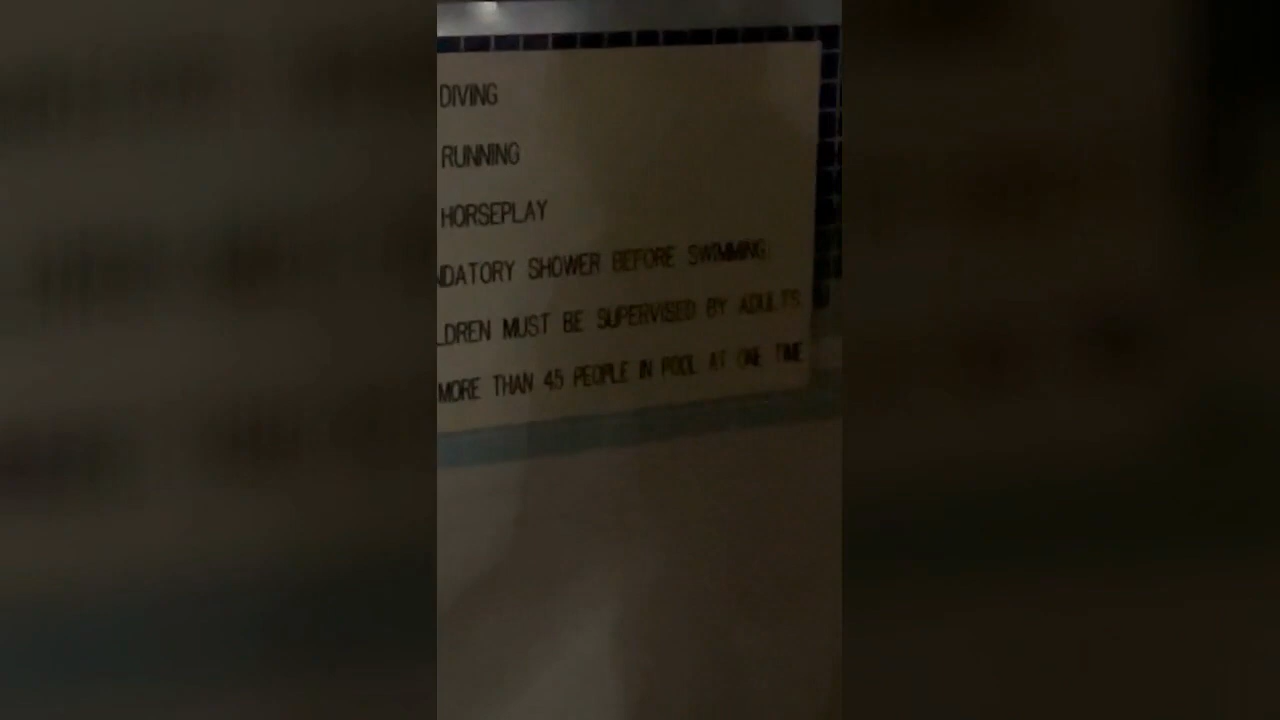 DIVING
RUNNING
HORSEPLAY
NDATORY SHOWER BEFORE SWIMMING
LDREN MUST BE SUPERVISED BY ADULTS
MORE THAN 45 PEOPLE IN POOL AT ONE TIME